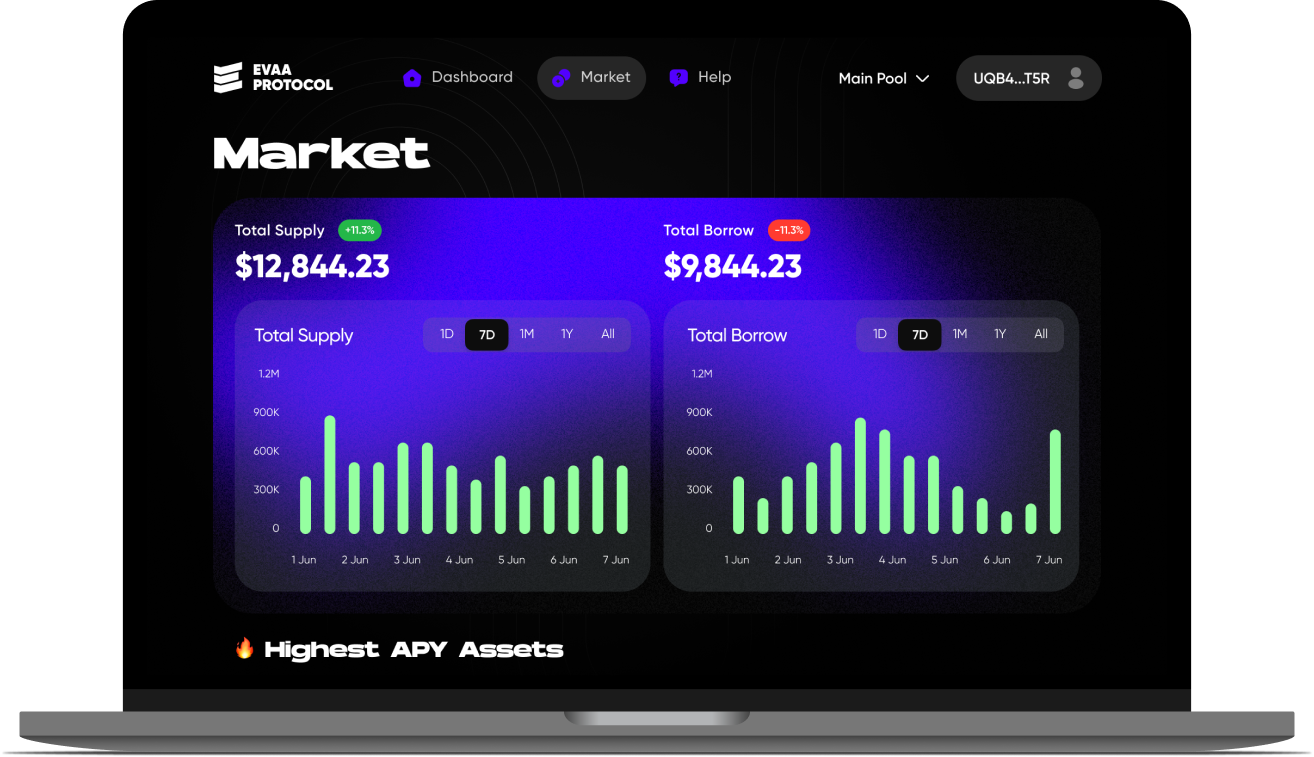 EVAA
PROTOCOL
Dashboard
Market
Help
Main Pool
UQB4...T5R
Market
Total Supply
+11.3%
$12,844.23
Total Borrow
-11.3%
$9,844.23
Total Supply
1D 7D 1M 1Y All
1.2M
900K
600K
300K
0
1 Jun 2 Jun 3 Jun 4 Jun 5 Jun 6 Jun 7 Jun
Total Borrow
1D 7D 1M 1Y All
1.2M
900K
600K
300K
0
1 Jun 2 Jun 3 Jun 4 Jun 5 Jun 6 Jun 7 Jun
🔥 Highest APY Assets